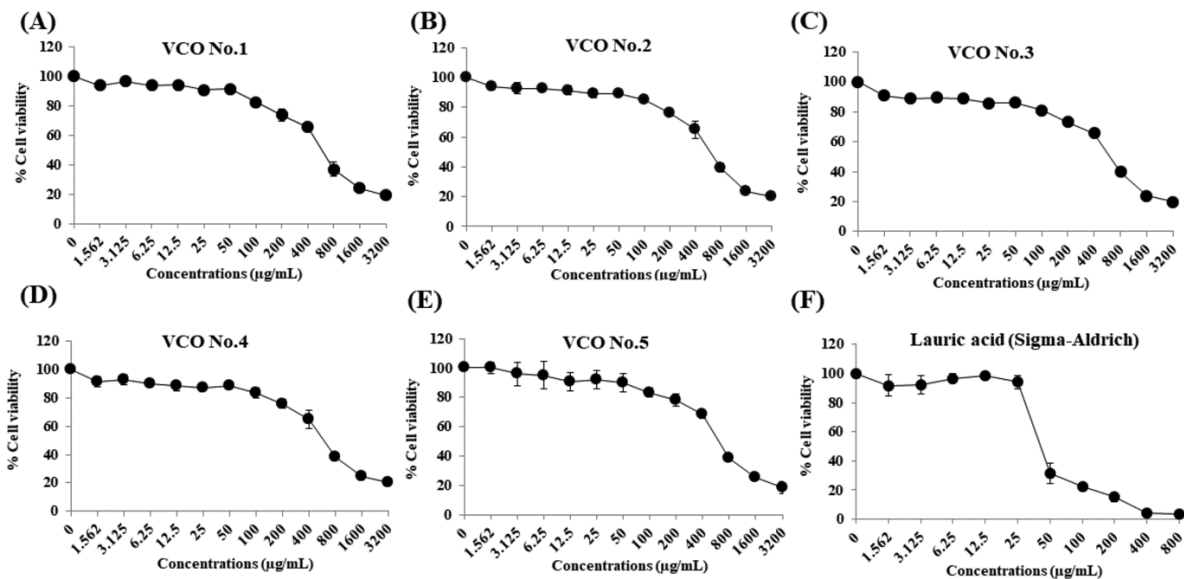 (A)
VCO No.1
% Cell viability
120
100
80
60
40
20
0
0 1.562 3.125 6.25 12.5 25 50 100 200 400 800 1600 3200
Concentrations (µg/mL)
(B)
VCO No.2
% Cell viability
120
100
80
60
40
20
0
0 1.562 3.125 6.25 12.5 25 50 100 200 400 800 1600 3200
Concentrations (µg/mL)
(C)
VCO No.3
% Cell viability
120
100
80
60
40
20
0
0 1.562 3.125 6.25 12.5 25 50 100 200 400 800 1600 3200
Concentrations (µg/mL)
(D)
VCO No.4
% Cell viability
120
100
80
60
40
20
0
0 1.562 3.125 6.25 12.5 25 50 100 200 400 800 1600 3200
Concentrations (µg/mL)
(E)
VCO No.5
% Cell viability
120
100
80
60
40
20
0
0 1.562 3.125 6.25 12.5 25 50 100 200 400 800 1600 3200
Concentrations (µg/mL)
(F)
Lauric acid (Sigma-Aldrich)
% Cell viability
120
100
80
60
40
20
0
0 1.562 3.125 6.25 12.5 25 50 100 200 400 800
Concentrations (µg/mL)